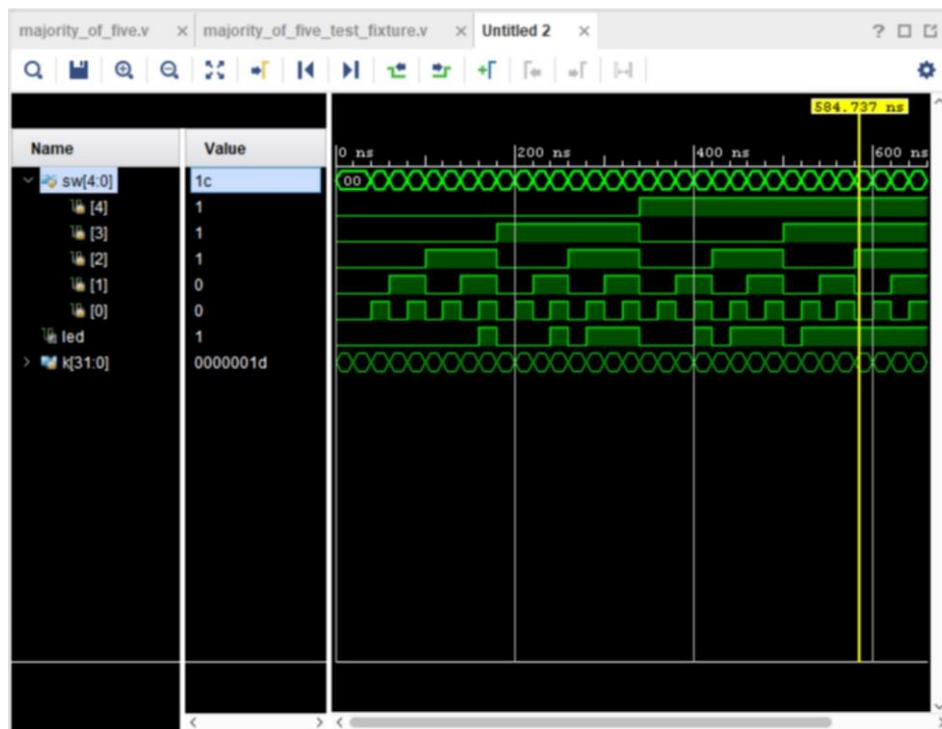 majority_of_five.v × majority_of_five_test_fixture.v × Untitled 2 × ?
584.737 ns
Name Value 0 ns 200 ns 400 ns 600 ns
sw[4:0] 1c 00
[4] 1
[3] 1
[2] 1
[1] 0
[0] 0
led 1
k[31:0] 0000001d